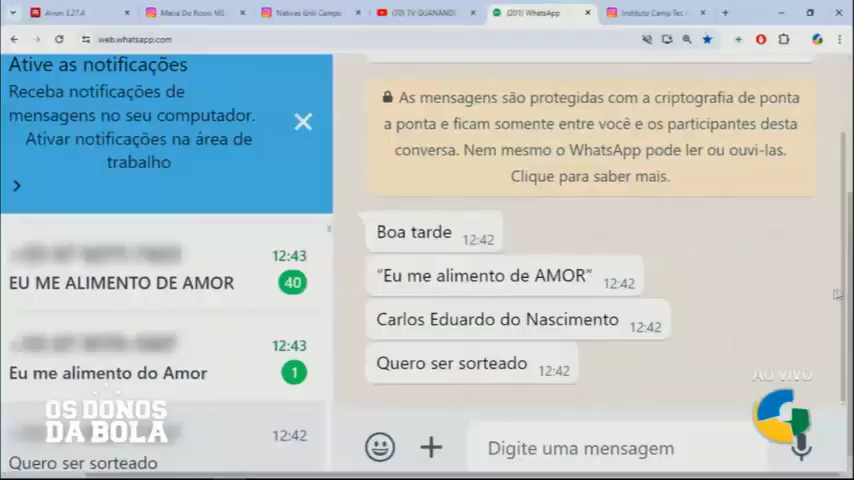 Arvon 3.27.4
Maria Do Rocio MS
Nativas Grill Campo
(70) TV GUANANDI
(201) WhatsApp
Instituto Camp Tec
web.whatsapp.com
Ative as notificações
Receba notificações de
mensagens no seu computador.
Ativar notificações na área de
trabalho
As mensagens são protegidas com a criptografia de ponta
a ponta e ficam somente entre você e os participantes desta
conversa. Nem mesmo o WhatsApp pode ler ou ouvi-las.
Clique para saber mais.
12:43
EU ME ALIMENTO DE AMOR
40
12:43
Eu me alimento do Amor
1
12:42
Quero ser sorteado
Boa tarde 12:42
"Eu me alimento de AMOR" 12:42
Carlos Eduardo do Nascimento 12:42
Quero ser sorteado 12:42
Digite uma mensagem
OS DONOS
DA BOLA
AO VIVO